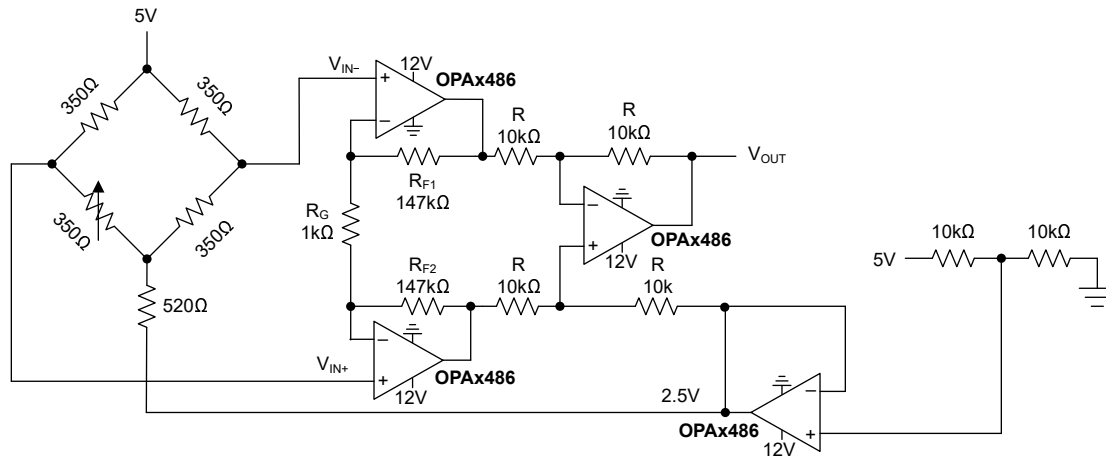 5V
350Ω
350Ω
350Ω
350Ω
520Ω
V_IN−
12V
OPAx486
+
−
R_F1
147kΩ
R
10kΩ
R
10kΩ
V_OUT
R_G
1kΩ
−
+
12V
OPAx486
R_F2
147kΩ
R
10kΩ
R
10k
V_IN+
−
+
12V
OPAx486
5V
10kΩ
10kΩ
2.5V
−
+
OPAx486
12V